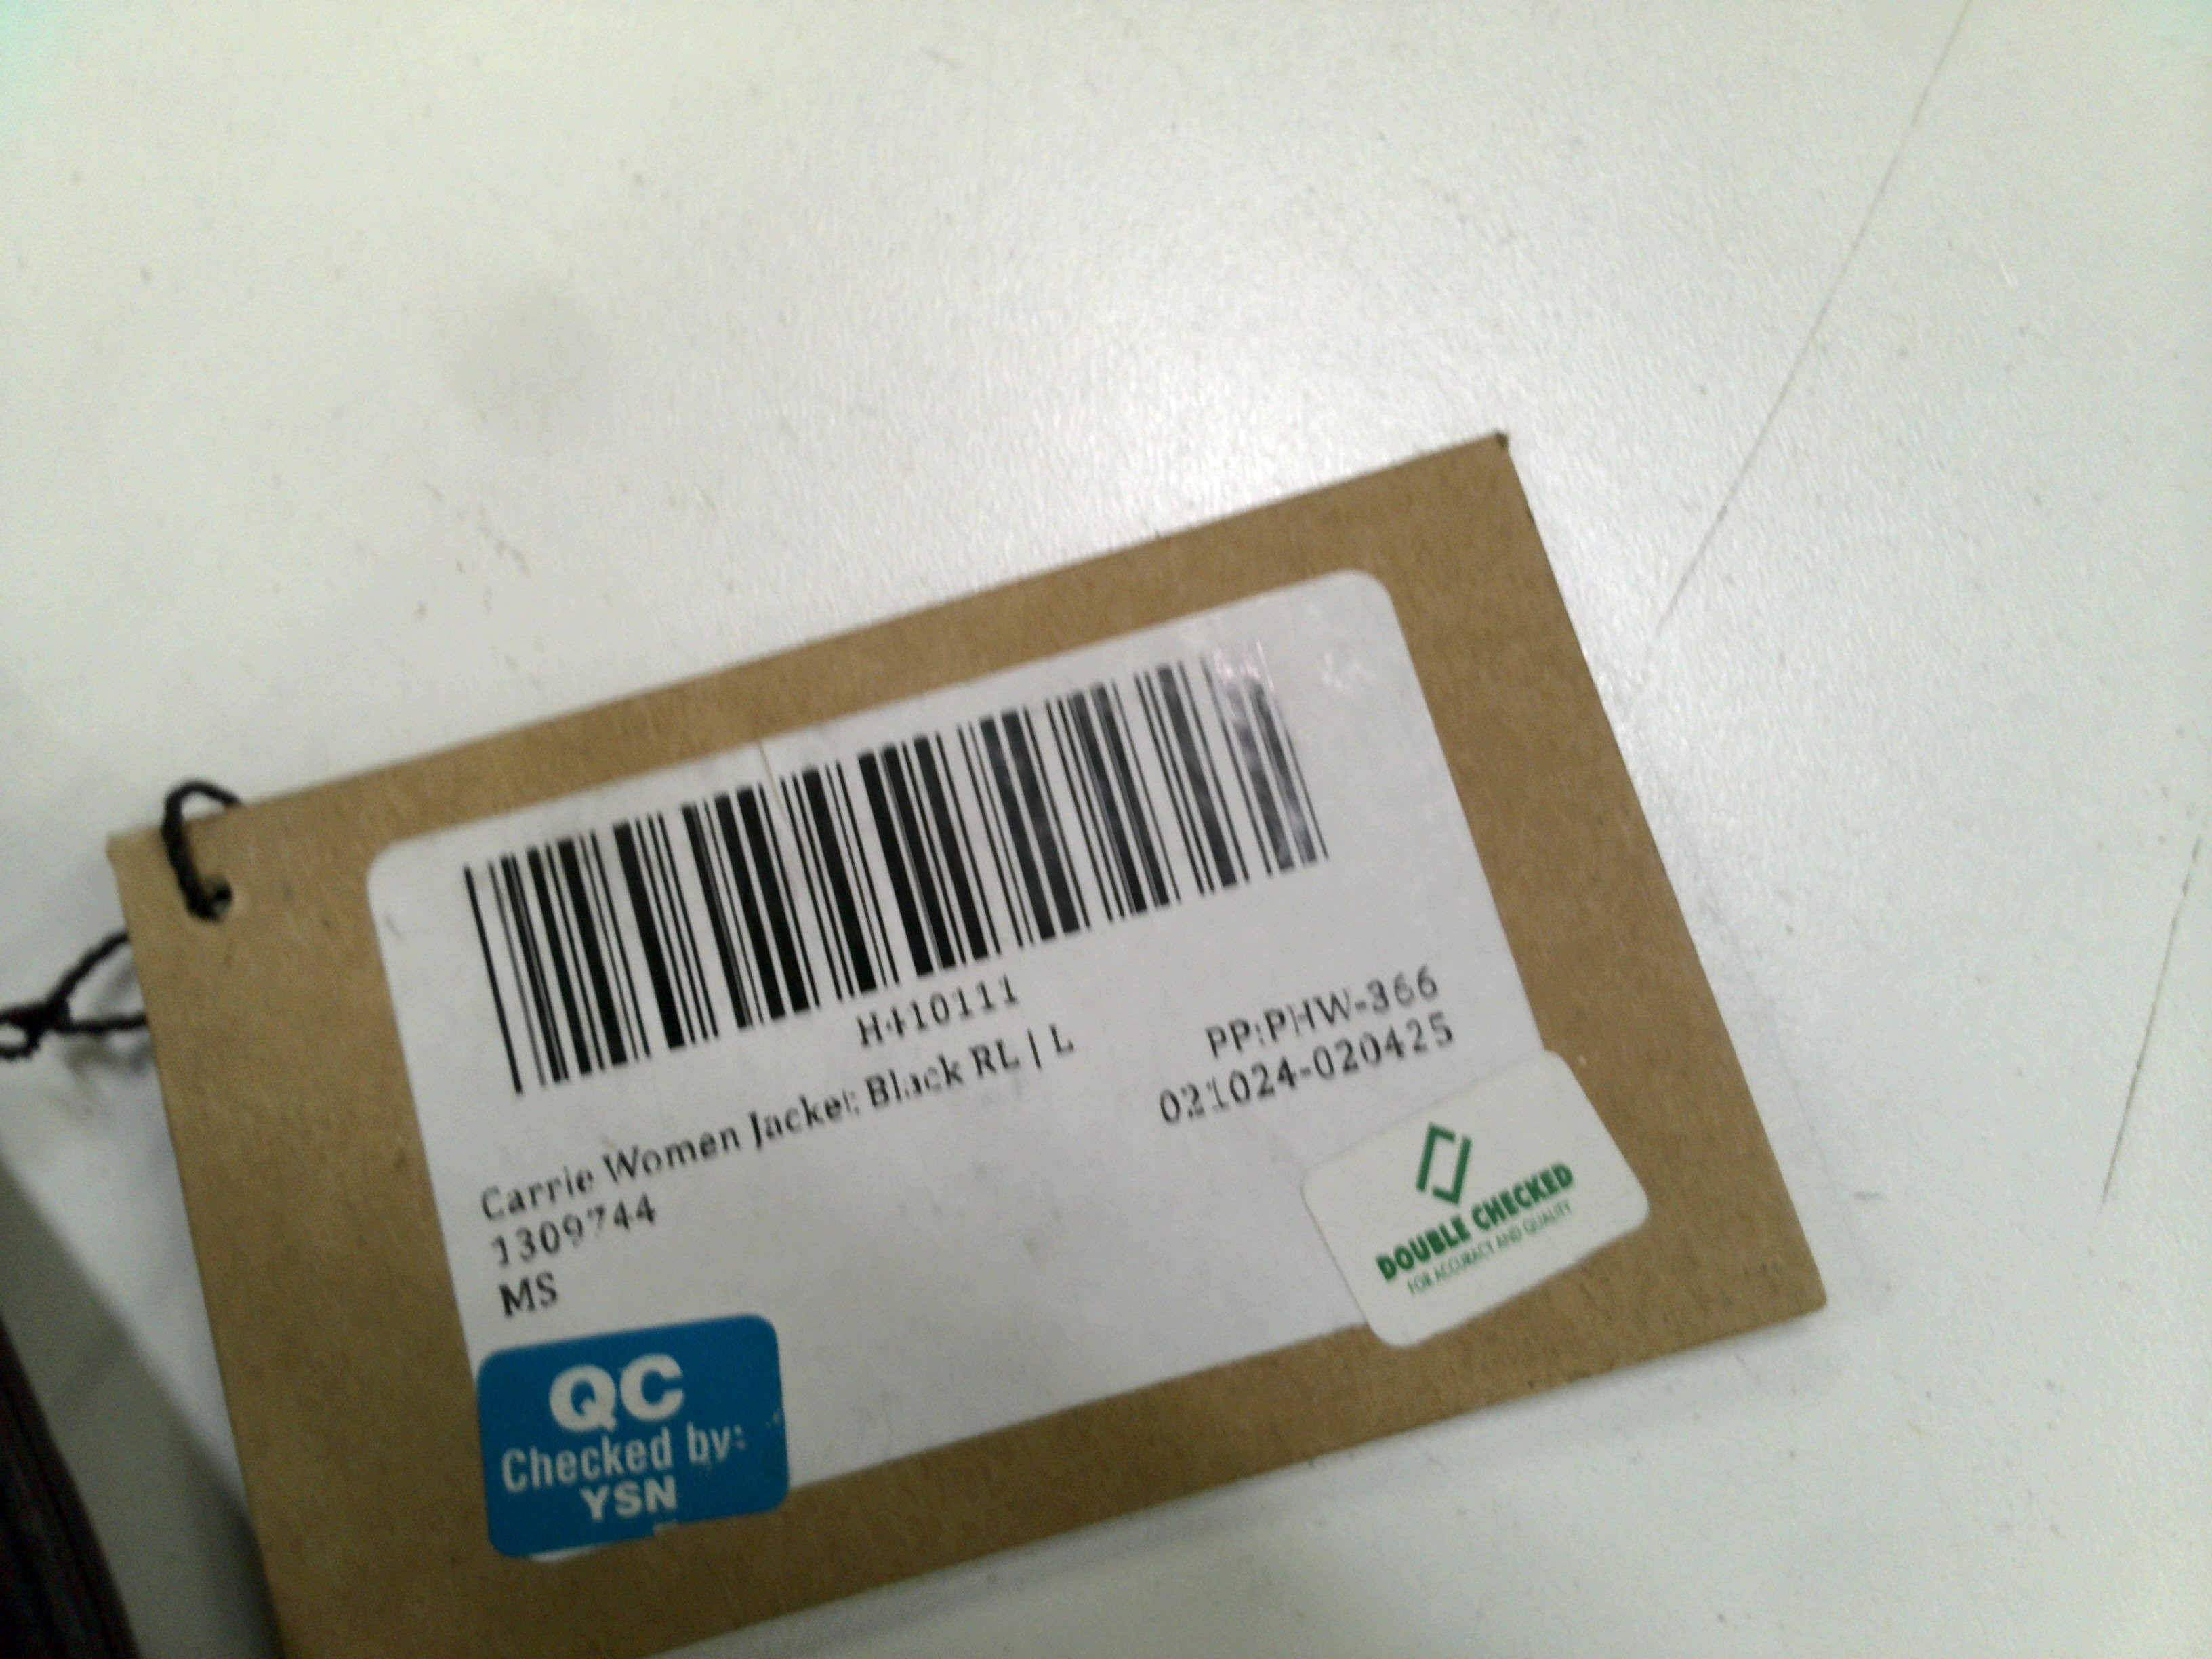 H410111
Carrie Women Jacket Black RL | L
PP:PHW-366
1309744
021024-020425
MS
QC
Checked by:
YSN
DOUBLE CHECKED
FOR ACCURACY AND QUALITY